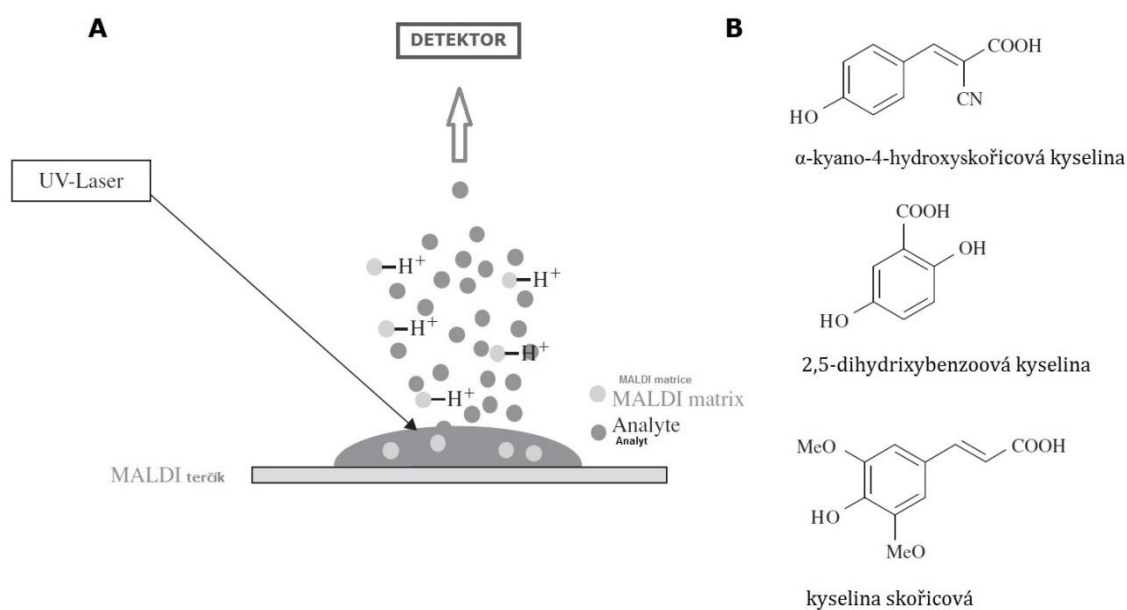 A
DETEKTOR
UV-Laser
H+
H+
H+
H+
H+
MALDI matrice
MALDI matrix
Analyte
Analyt
MALDI terčík
B
COOH
CN
HO
α-kyano-4-hydroxyskořicová kyselina
COOH
OH
HO
2,5-dihydrixybenzoová kyselina
MeO
COOH
HO
MeO
kyselina skořicová